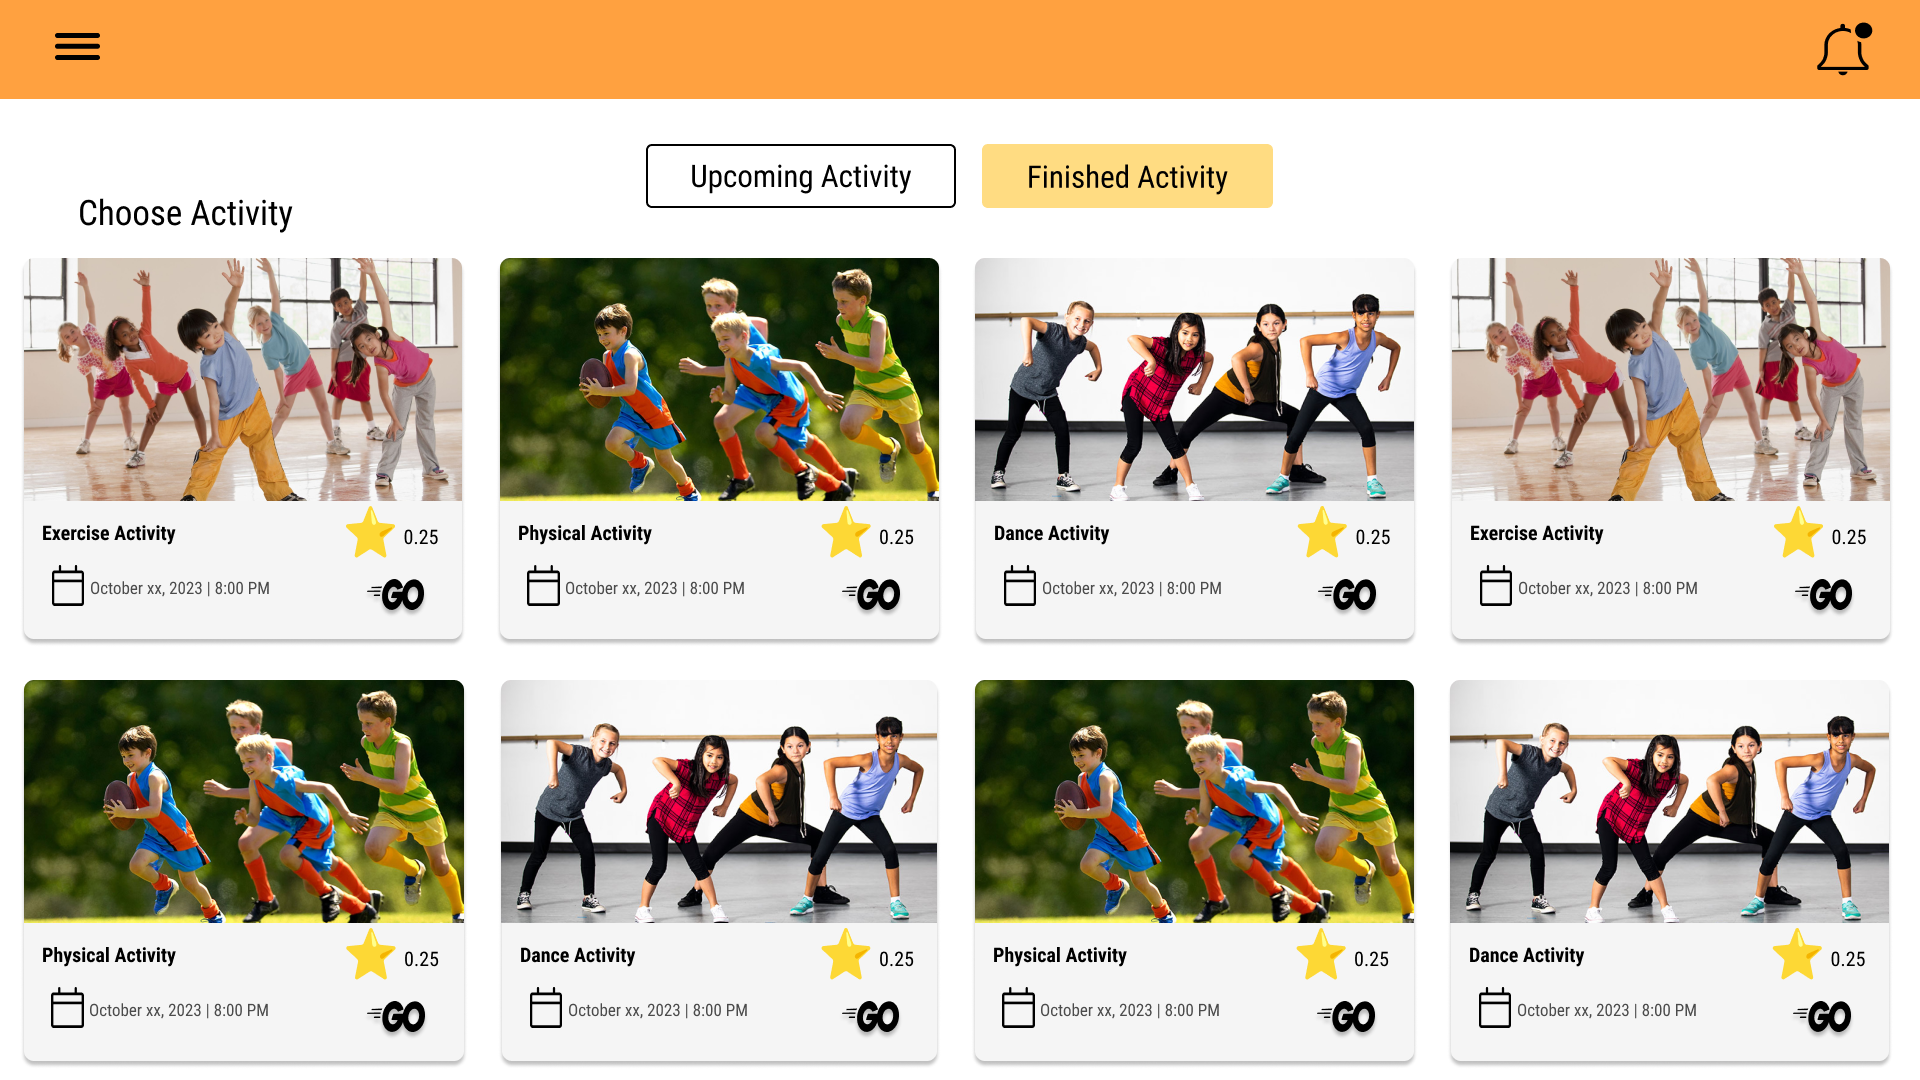 Upcoming Activity
Finished Activity
Choose Activity
Exercise Activity
0.25
October xx, 2023 | 8:00 PM
GO
Physical Activity
0.25
October xx, 2023 | 8:00 PM
GO
Dance Activity
0.25
October xx, 2023 | 8:00 PM
GO
Exercise Activity
0.25
October xx, 2023 | 8:00 PM
GO
Physical Activity
0.25
October xx, 2023 | 8:00 PM
GO
Dance Activity
0.25
October xx, 2023 | 8:00 PM
GO
Physical Activity
0.25
October xx, 2023 | 8:00 PM
GO
Dance Activity
0.25
October xx, 2023 | 8:00 PM
GO